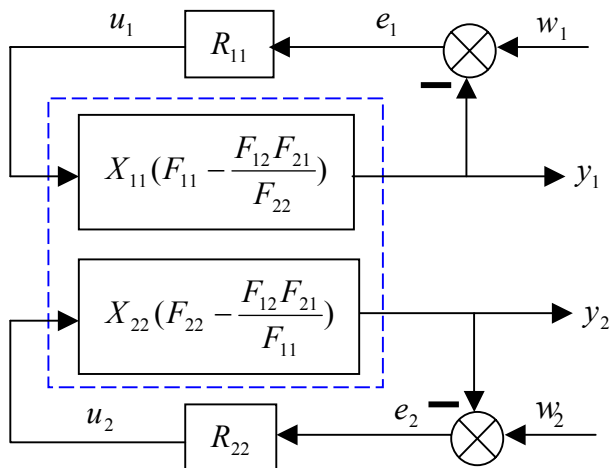 u₁ R₁₁ e₁ w₁
−
X₁₁(F₁₁ − F₁₂F₂₁/F₂₂) y₁
X₂₂(F₂₂ − F₁₂F₂₁/F₁₁) y₂
−
u₂ R₂₂ e₂ w₂